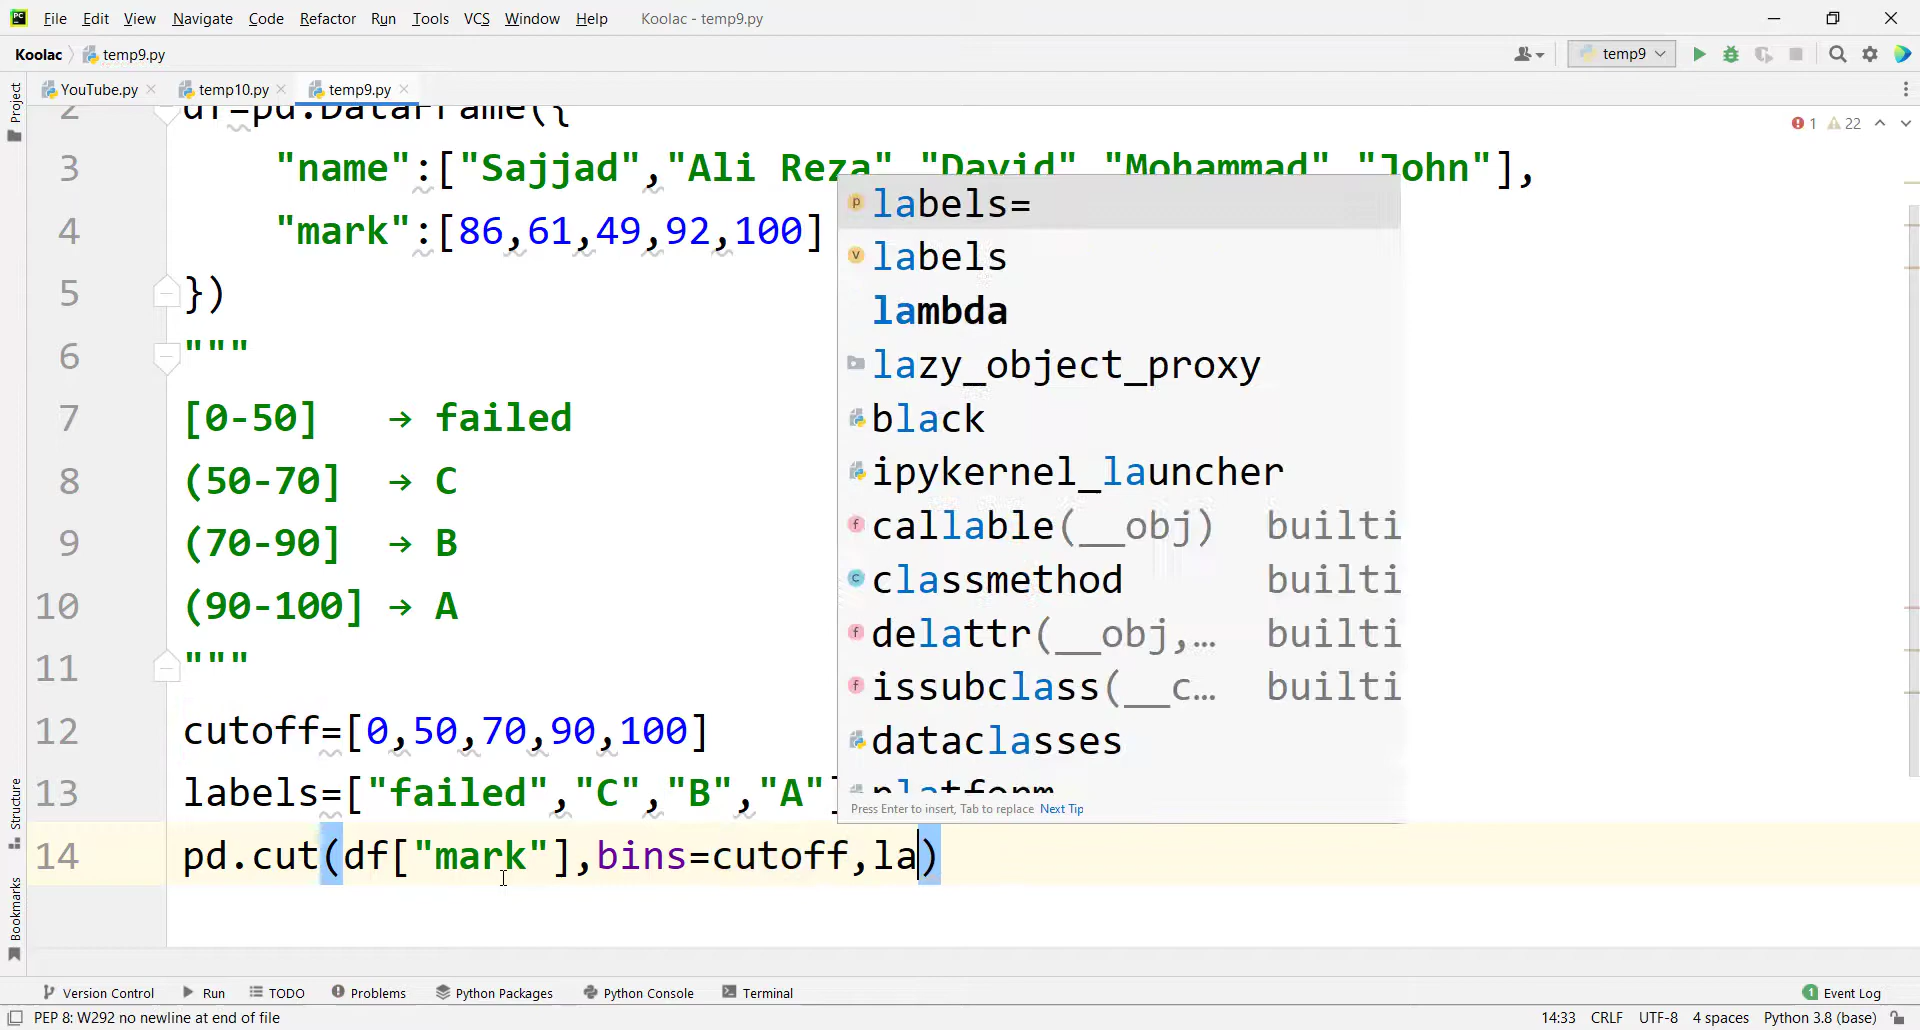 File Edit View Navigate Code Refactor Run Tools VCS Window Help Koolac - temp9.py
Koolac temp9.py temp9
YouTube.py temp10.py temp9.py
Project
2 df=pd.DataFrame({
1 22
3 "name":["Sajjad","Ali Reza","David","Mohammad","John"],
4 "mark":[86,61,49,92,100]
5 })
6 """
7 [0-50] → failed
8 (50-70] → C
9 (70-90] → B
10 (90-100] → A
11 """
12 cutoff=[0,50,70,90,100]
13 labels=["failed","C","B","A"]
14 pd.cut(df["mark"],bins=cutoff,la)
labels=
labels
lambda
lazy_object_proxy
black
ipykernel_launcher
callable(__obj) builti
classmethod builti
delattr(__obj,… builti
issubclass(__c… builti
dataclasses
platform
Press Enter to insert, Tab to replace Next Tip
Structure
Bookmarks
Version Control Run TODO Problems Python Packages Python Console Terminal 1 Event Log
PEP 8: W292 no newline at end of file 14:33 CRLF UTF-8 4 spaces Python 3.8 (base)